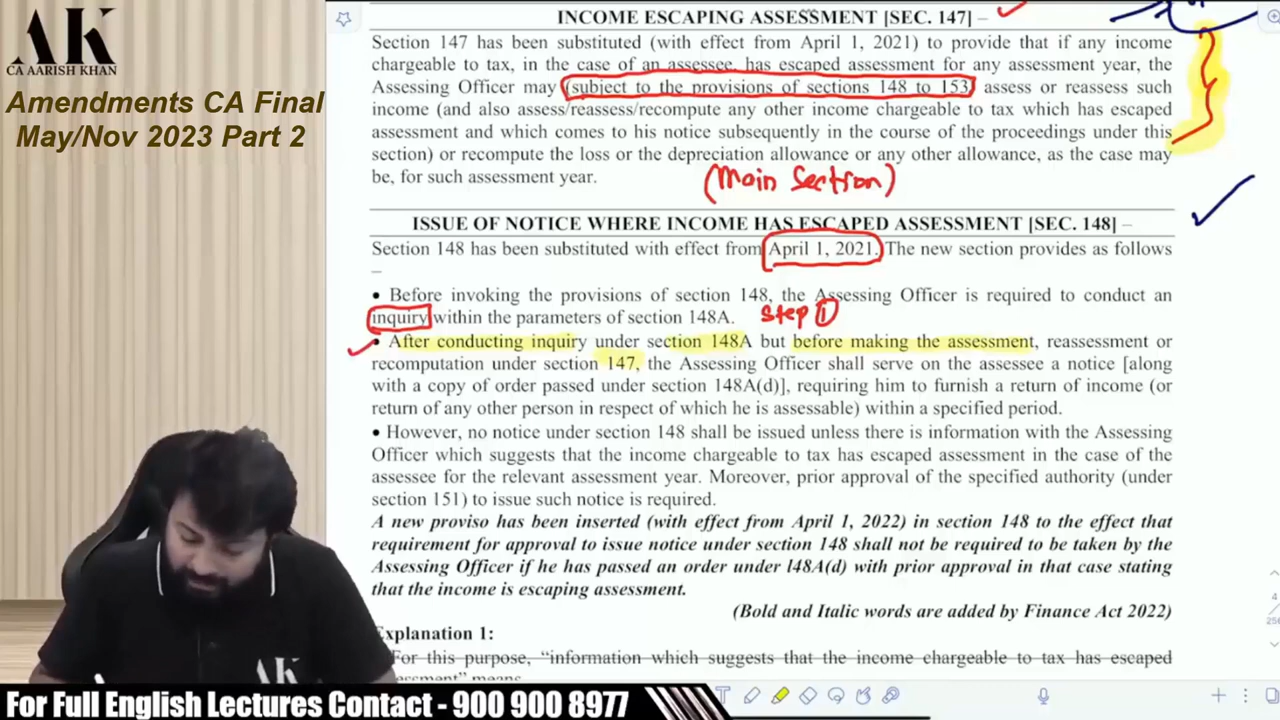 AK
CA AARISH KHAN
Amendments CA Final
May/Nov 2023 Part 2
INCOME ESCAPING ASSESSMENT [SEC. 147] –
Section 147 has been substituted (with effect from April 1, 2021) to provide that if any income
chargeable to tax, in the case of an assessee, has escaped assessment for any assessment year, the
Assessing Officer may (subject to the provisions of sections 148 to 153) assess or reassess such
income (and also assess/reassess/recompute any other income chargeable to tax which has escaped
assessment and which comes to his notice subsequently in the course of the proceedings under this
section) or recompute the loss or the depreciation allowance or any other allowance, as the case may
be, for such assessment year.
(Main Section)
ISSUE OF NOTICE WHERE INCOME HAS ESCAPED ASSESSMENT [SEC. 148] –
Section 148 has been substituted with effect from April 1, 2021. The new section provides as follows
–
• Before invoking the provisions of section 148, the Assessing Officer is required to conduct an
inquiry within the parameters of section 148A. Step 1
• After conducting inquiry under section 148A but before making the assessment, reassessment or
recomputation under section 147, the Assessing Officer shall serve on the assessee a notice [along
with a copy of order passed under section 148A(d)], requiring him to furnish a return of income (or
return of any other person in respect of which he is assessable) within a specified period.
• However, no notice under section 148 shall be issued unless there is information with the Assessing
Officer which suggests that the income chargeable to tax has escaped assessment in the case of the
assessee for the relevant assessment year. Moreover, prior approval of the specified authority (under
section 151) to issue such notice is required.
A new proviso has been inserted (with effect from April 1, 2022) in section 148 to the effect that
requirement for approval to issue notice under section 148 shall not be required to be taken by the
Assessing Officer if he has passed an order under l48A(d) with prior approval in that case stating
that the income is escaping assessment.
(Bold and Italic words are added by Finance Act 2022)
Explanation 1:
For this purpose, “information which suggests that the income chargeable to tax has escaped
means
4
256
AK
For Full English Lectures Contact - 900 900 8977